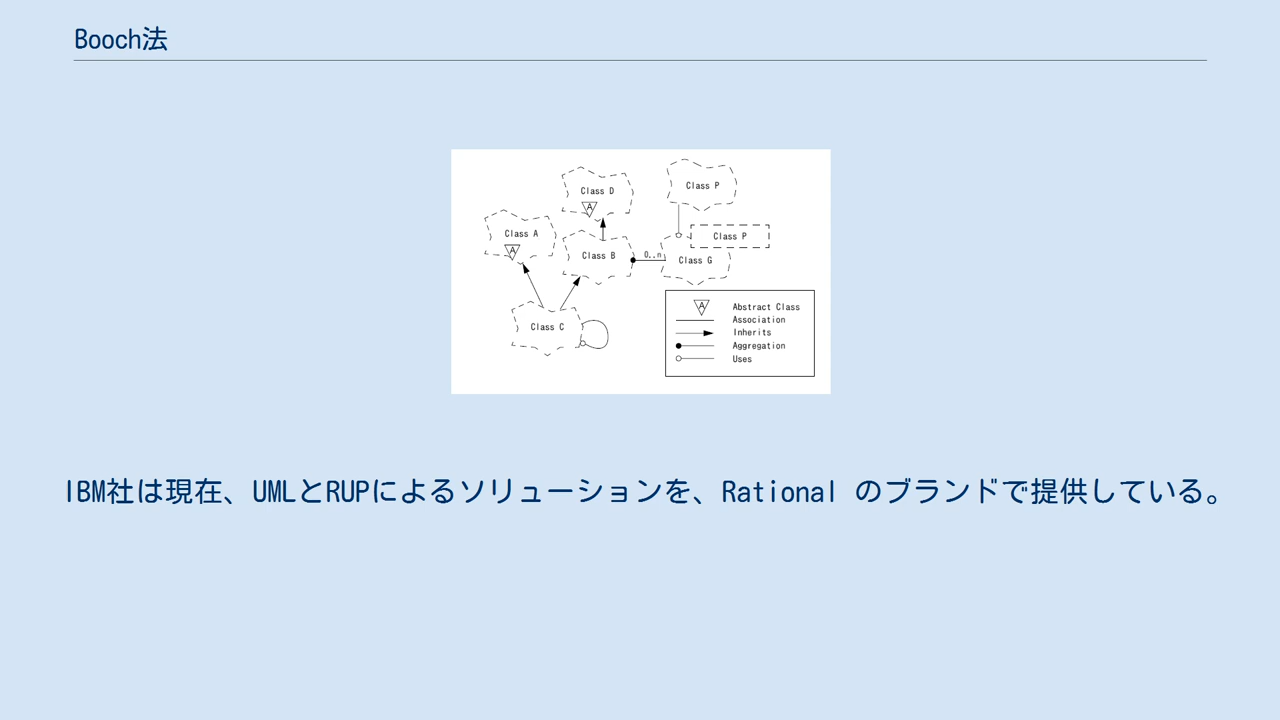 Booch法
Class D
A
Class P
Class A
A
Class P
Class B
0..n
Class G
Class C
A
Abstract Class
Association
Inherits
Aggregation
Uses
IBM社は現在、UMLとRUPによるソリューションを、Rational のブランドで提供している。